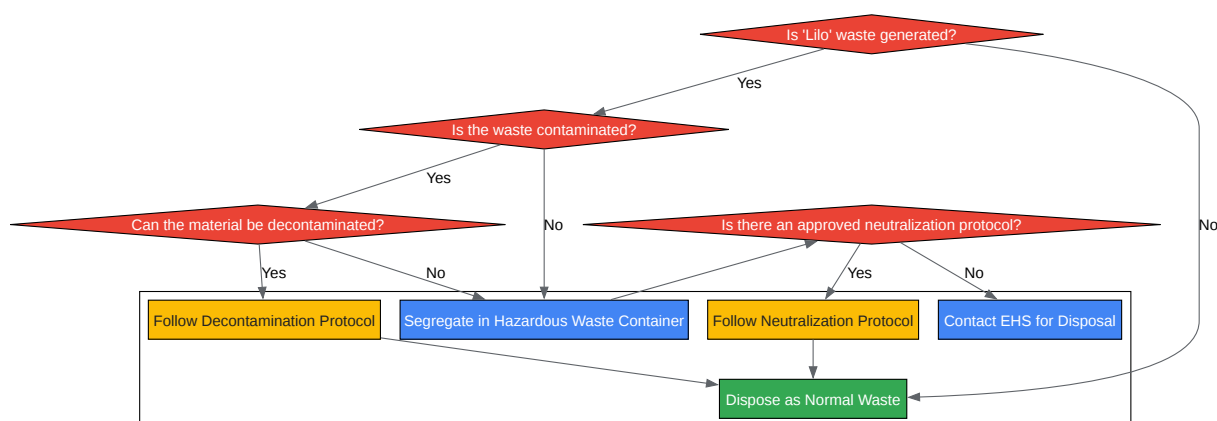 Is 'Lilo' waste generated?
Yes
Is the waste contaminated?
Yes
No
No
Can the material be decontaminated?
Is there an approved neutralization protocol?
Yes
No
Yes
No
Follow Decontamination Protocol
Segregate in Hazardous Waste Container
Follow Neutralization Protocol
Contact EHS for Disposal
Dispose as Normal Waste